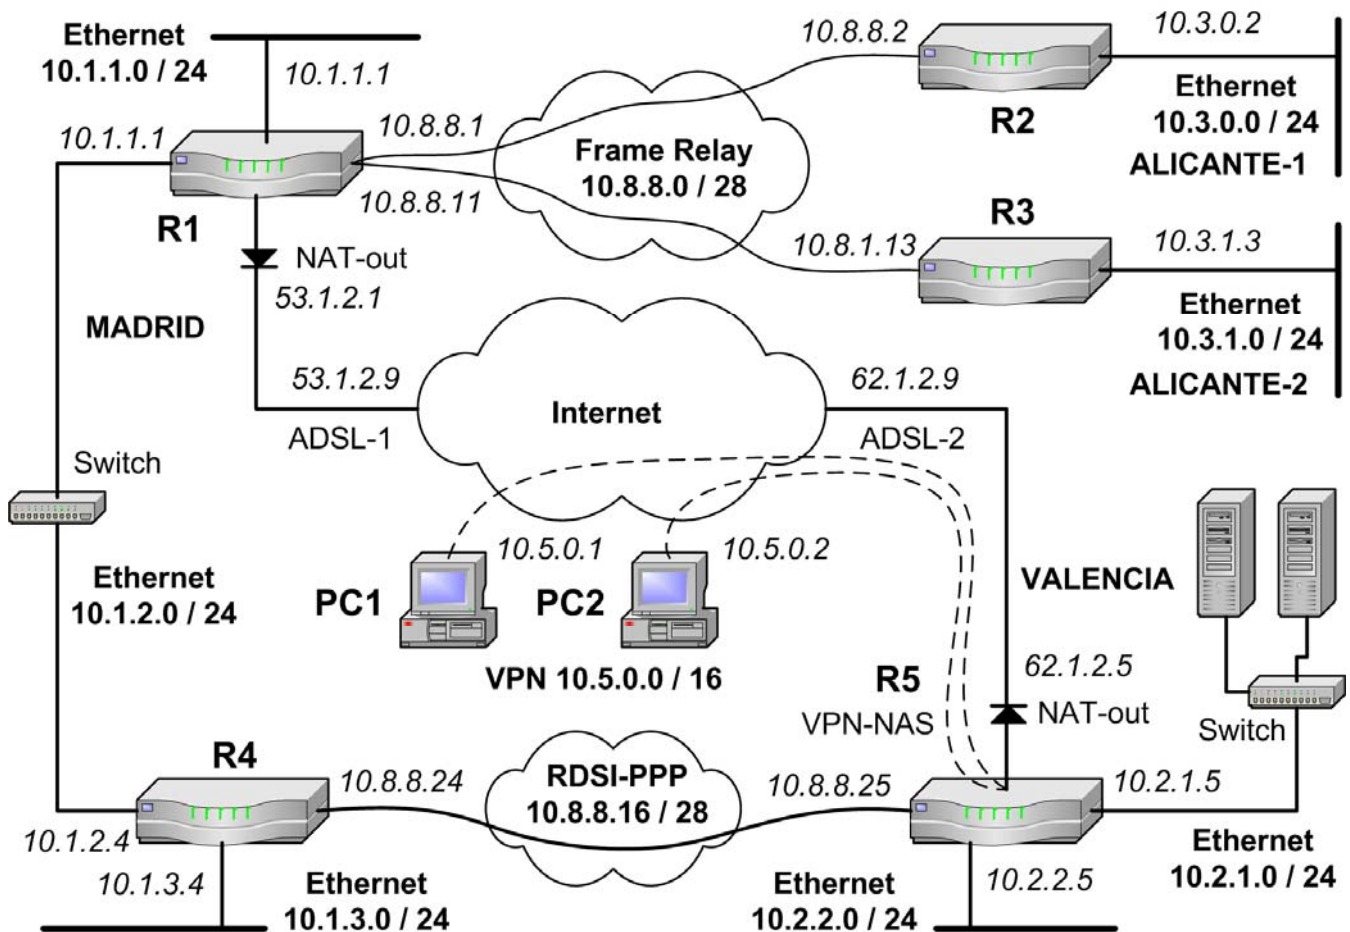 Ethernet
10.1.1.0 / 24
10.1.1.1
10.1.1.1
R1
10.8.8.1
10.8.8.11
Frame Relay
10.8.8.0 / 28
10.8.8.2
R2
10.3.0.2
Ethernet
10.3.0.0 / 24
ALICANTE-1
10.8.1.13
R3
10.3.1.3
Ethernet
10.3.1.0 / 24
ALICANTE-2
NAT-out
53.1.2.1
MADRID
53.1.2.9
ADSL-1
Internet
62.1.2.9
ADSL-2
Switch
Ethernet
10.1.2.0 / 24
10.5.0.1
PC1
10.5.0.2
PC2
VPN 10.5.0.0 / 16
VALENCIA
R5
VPN-NAS
62.1.2.5
NAT-out
Switch
R4
10.1.2.4
10.1.3.4
10.8.8.24
RDSI-PPP
10.8.8.16 / 28
10.8.8.25
10.2.1.5
Ethernet
10.2.1.0 / 24
Ethernet
10.1.3.0 / 24
Ethernet
10.2.2.0 / 24
10.2.2.5